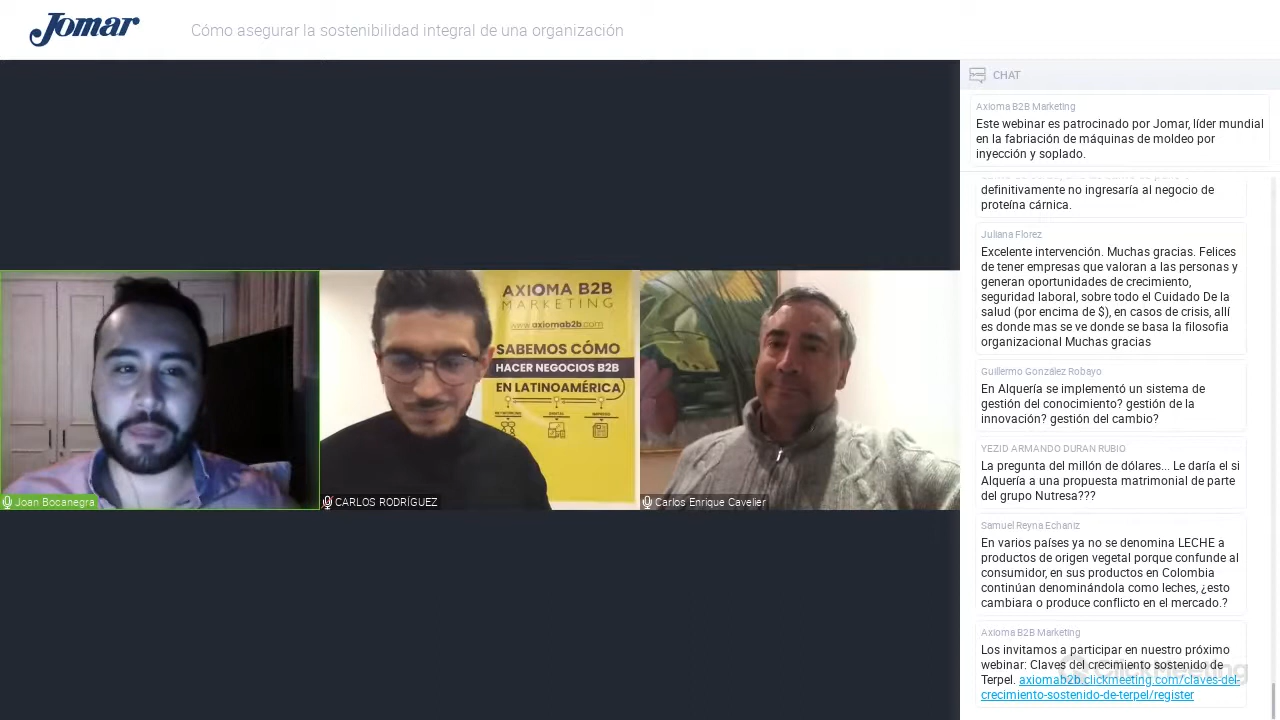 Jomar
Cómo asegurar la sostenibilidad integral de una organización
AXIOMA B2B
MARKETING
www.axiomab2b.com
SABEMOS CÓMO
HACER NEGOCIOS B2B
EN LATINOAMÉRICA
Joan Bocanegra
CARLOS RODRÍGUEZ
Carlos Enrique Cavelier
CHAT
Axioma B2B Marketing
Este webinar es patrocinado por Jomar, líder mundial
en la fabriación de máquinas de moldeo por
inyección y soplado.
definitivamente no ingresaría al negocio de
proteína cárnica.
Juliana Florez
Excelente intervención. Muchas gracias. Felices
de tener empresas que valoran a las personas y
generan oportunidades de crecimiento,
seguridad laboral, sobre todo el Cuidado De la
salud (por encima de $), en casos de crisis, allí
es donde mas se ve donde se basa la filosofía
organizacional Muchas gracias
Guillermo González Robayo
En Alquería se implementó un sistema de
gestión del conocimiento? gestión de la
innovación? gestión del cambio?
YEZID ARMANDO DURAN RUBIO
La pregunta del millón de dólares... Le daría el si
Alquería a una propuesta matrimonial de parte
del grupo Nutresa???
Samuel Reyna Echaniz
En varios países ya no se denomina LECHE a
productos de origen vegetal porque confunde al
consumidor, en sus productos en Colombia
continúan denominándola como leches, ¿esto
cambiara o produce conflicto en el mercado.?
Axioma B2B Marketing
Los invitamos a participar en nuestro próximo
webinar: Claves del crecimiento sostenido de
Terpel. axiomab2b.clickmeeting.com/claves-del-
crecimiento-sostenido-de-terpel/register
ClickMeeting